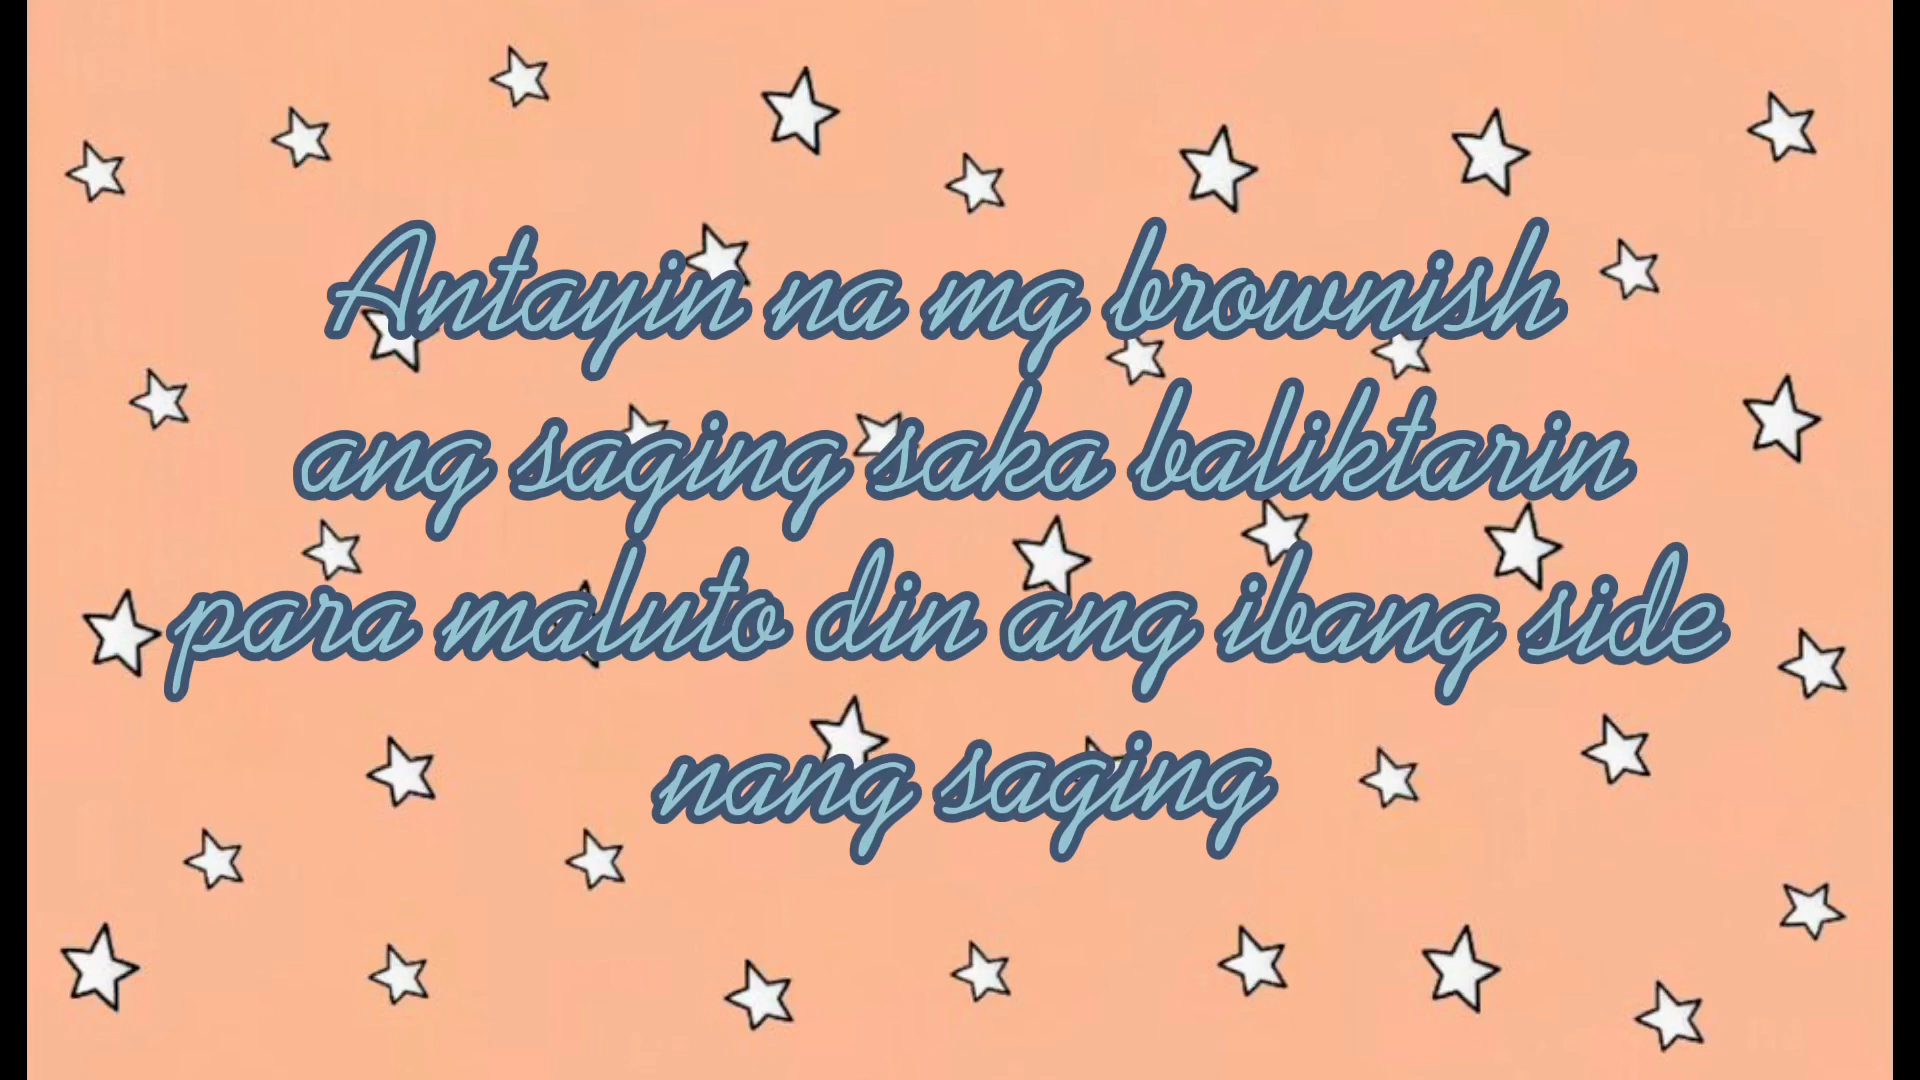 Antayin na mg brownish
ang saging saka baliktarin
para maluto din ang ibang side
nang saging